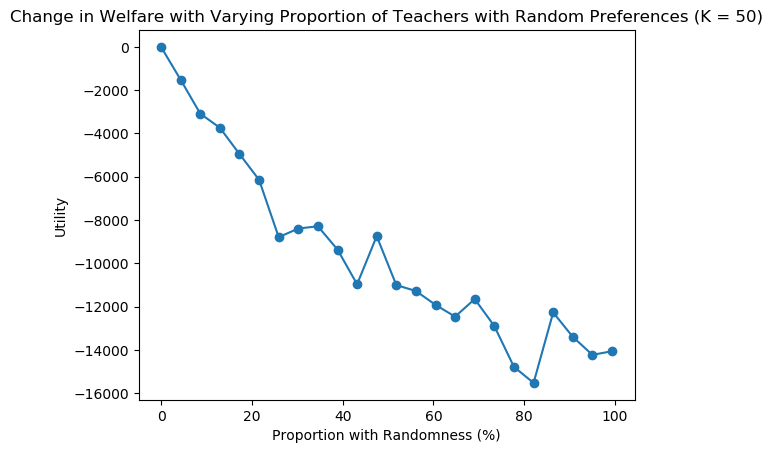 Change in Welfare with Varying Proportion of Teachers with Random Preferences (K = 50)
0
−2000
−4000
−6000
−8000
−10000
−12000
−14000
−16000
Utility
0 20 40 60 80 100
Proportion with Randomness (%)